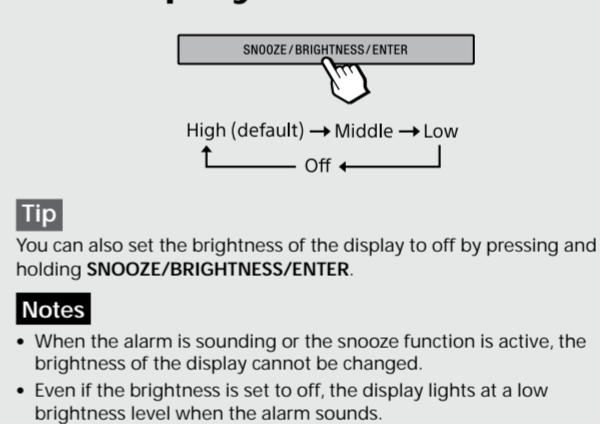 SNOOZE/BRIGHTNESS/ENTER
High (default) → Middle → Low
Off ←
Tip
You can also set the brightness of the display to off by pressing and
holding SNOOZE/BRIGHTNESS/ENTER.
Notes
• When the alarm is sounding or the snooze function is active, the
brightness of the display cannot be changed.
• Even if the brightness is set to off, the display lights at a low
brightness level when the alarm sounds.